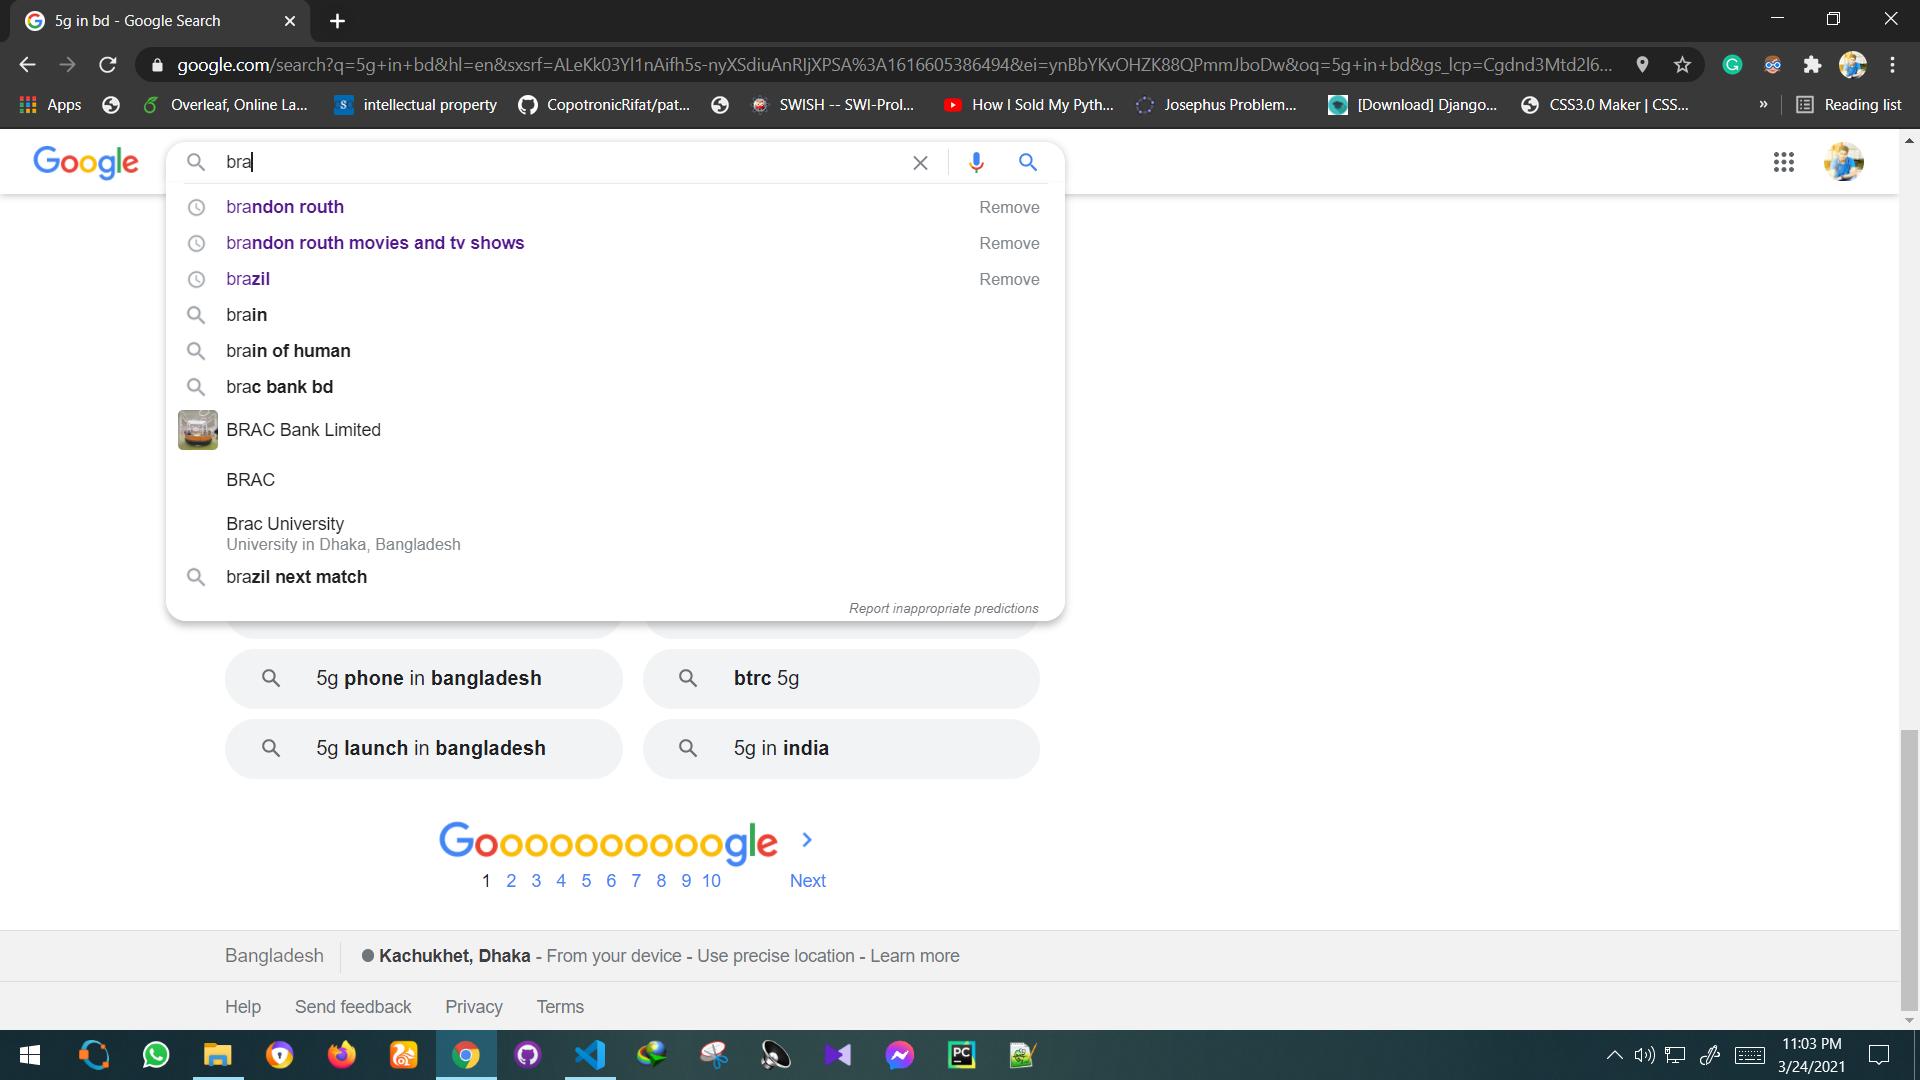 5g in bd - Google Search
google.com/search?q=5g+in+bd&hl=en&sxsrf=ALeKk03Yl1nAifh5s-nyXSdiuAnRIjXPSA%3A1616605386494&ei=ynBbYKvOHZK88QPmmJboDw&oq=5g+in+bd&gs_lcp=Cgdnd3Mtd2l6...
Apps Overleaf, Online La... intellectual property CopotronicRifat/pat... SWISH -- SWI-Prol... How I Sold My Pyth... Josephus Problem... [Download] Django... CSS3.0 Maker | CSS... » Reading list
Google bra
brandon routh Remove
brandon routh movies and tv shows Remove
brazil Remove
brain
brain of human
brac bank bd
BRAC Bank Limited
BRAC
Brac University
University in Dhaka, Bangladesh
brazil next match
Report inappropriate predictions
5g phone in bangladesh btrc 5g
5g launch in bangladesh 5g in india
Goooooooooogle
1 2 3 4 5 6 7 8 9 10 Next
Bangladesh Kachukhet, Dhaka - From your device - Use precise location - Learn more
Help Send feedback Privacy Terms
11:03 PM
3/24/2021